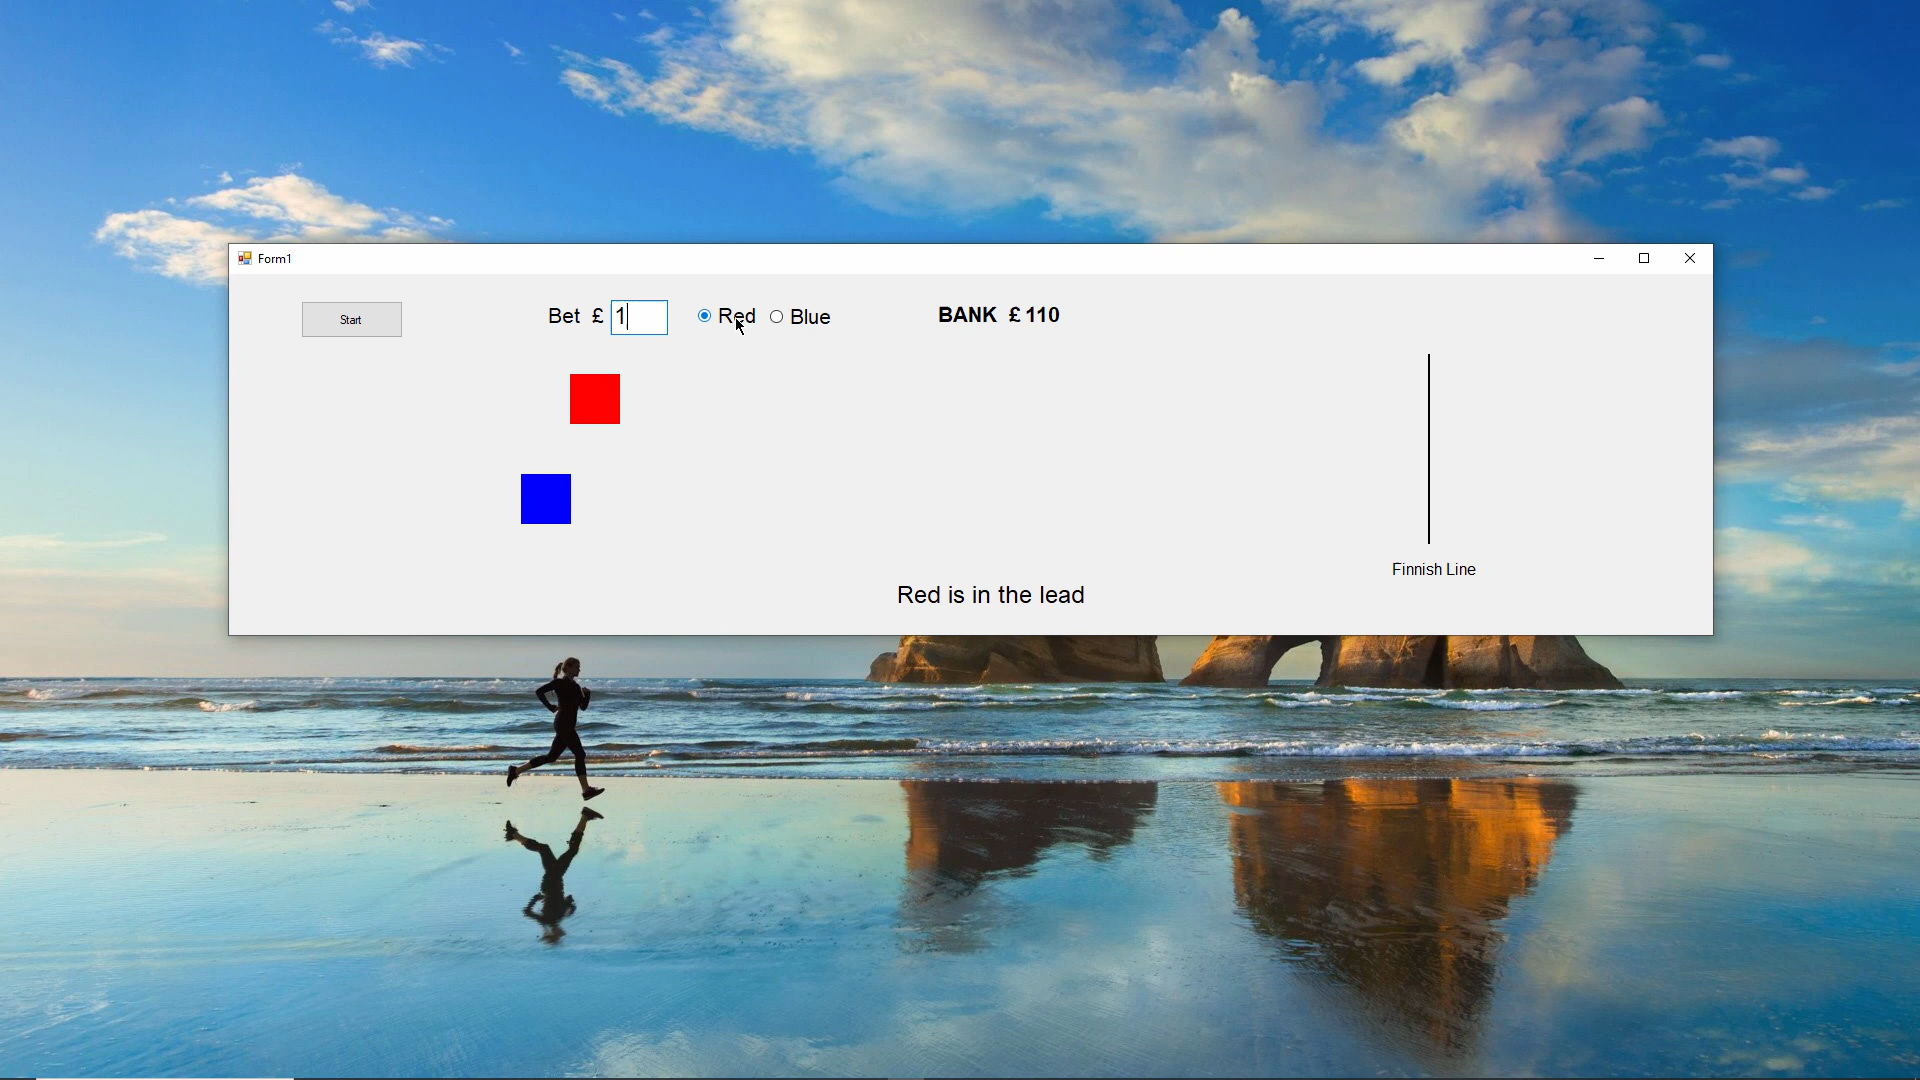 Form1
Start
Bet £ 1
Red
Blue
BANK £ 110
Finnish Line
Red is in the lead